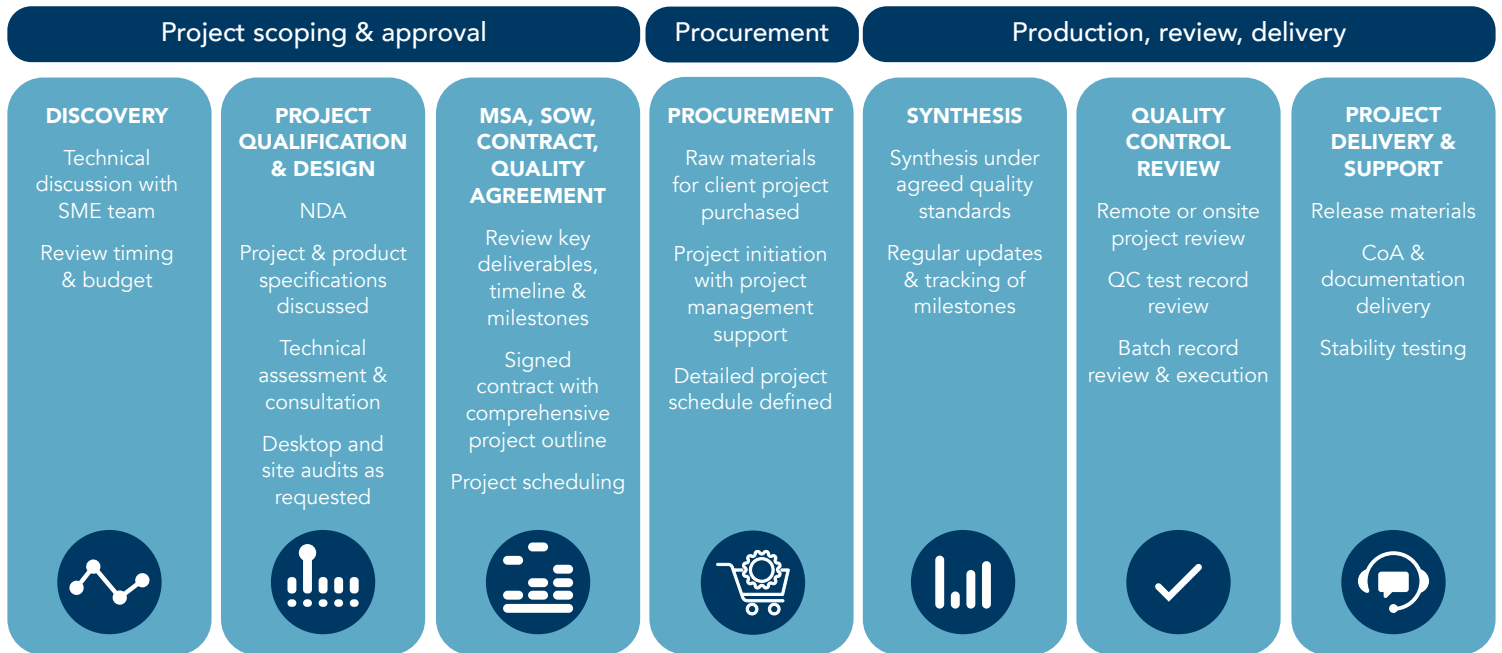 Project scoping & approval
Procurement
Production, review, delivery
DISCOVERY
Technical
discussion with
SME team
Review timing
& budget
PROJECT
QUALIFICATION
& DESIGN
NDA
Project & product
specifications
discussed
Technical
assessment &
consultation
Desktop and
site audits as
requested
MSA, SOW,
CONTRACT,
QUALITY
AGREEMENT
Review key
deliverables,
timeline &
milestones
Signed
contract with
comprehensive
project outline
Project scheduling
PROCUREMENT
Raw materials
for client project
purchased
Project initiation
with project
management
support
Detailed project
schedule defined
SYNTHESIS
Synthesis under
agreed quality
standards
Regular updates
& tracking of
milestones
QUALITY
CONTROL
REVIEW
Remote or onsite
project review
QC test record
review
Batch record
review & execution
PROJECT
DELIVERY &
SUPPORT
Release materials
CoA &
documentation
delivery
Stability testing